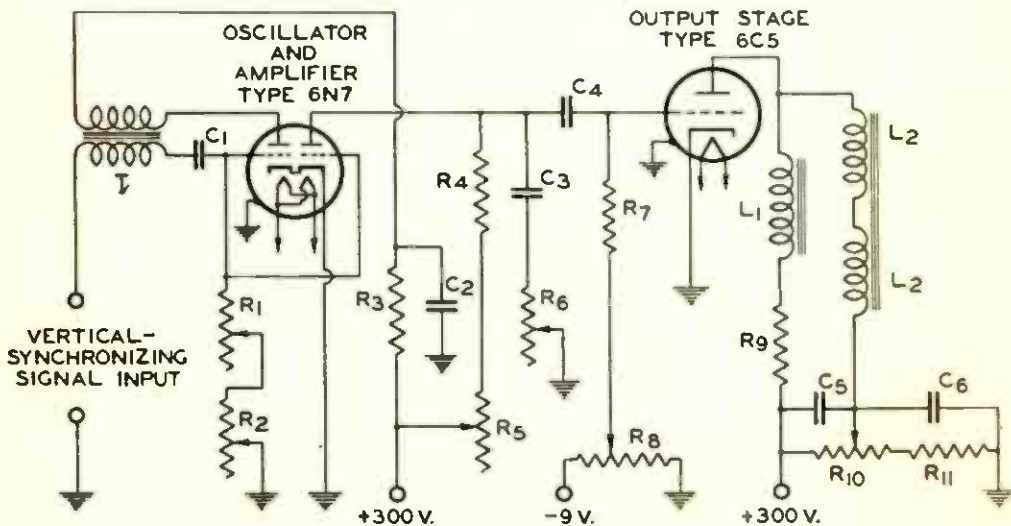 OSCILLATOR
AND
AMPLIFIER
TYPE 6N7
OUTPUT STAGE
TYPE 6C5
C1
C4
L2
1
R4
C3
R7
L1
L2
R1
R3
C2
R6
R9
VERTICAL-
SYNCHRONIZING
SIGNAL INPUT
C5
C6
R2
R5
R8
R10
R11
+300 V.
-9 V.
+300 V.